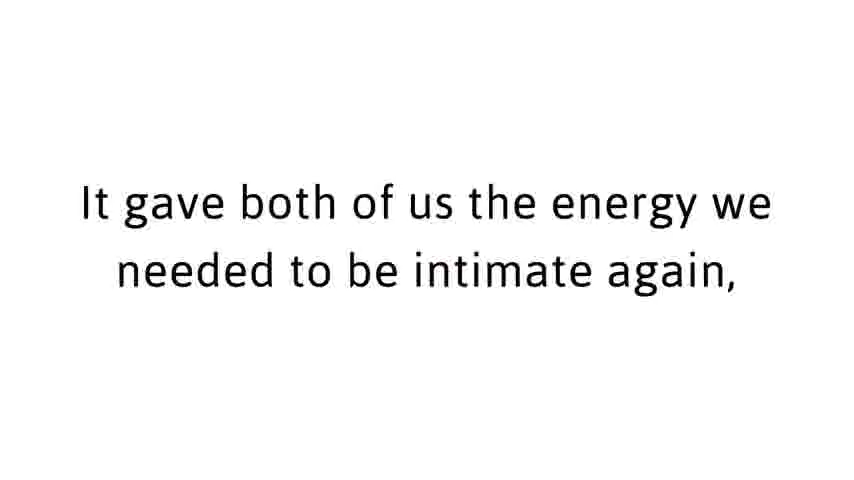 It gave both of us the energy we
needed to be intimate again,